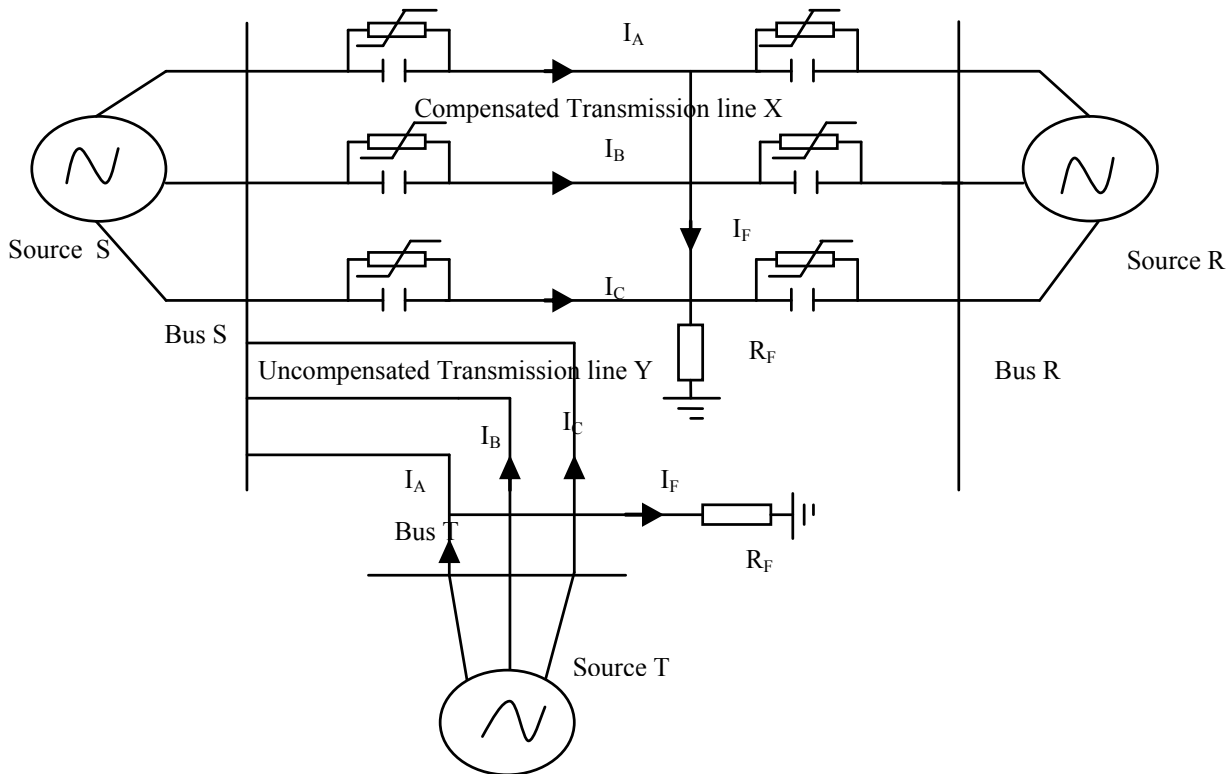 I_A
Compensated Transmission line X
I_B
I_F
Source S
Source R
I_C
Bus S
R_F
Uncompensated Transmission line Y
Bus R
I_B
I_C
I_A
I_F
Bus T
R_F
Source T